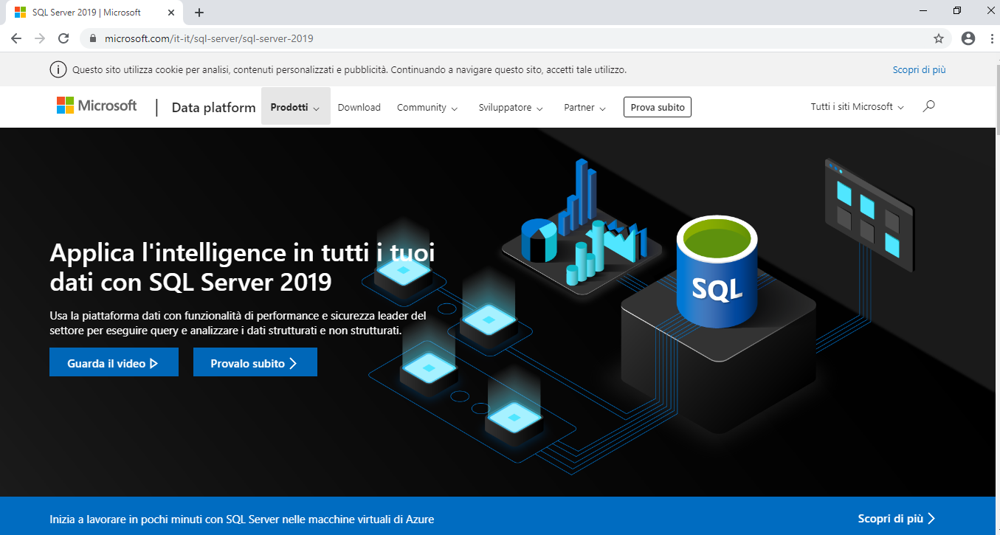 SQL Server 2019 | Microsoft
microsoft.com/it-it/sql-server/sql-server-2019
Questo sito utilizza cookie per analisi, contenuti personalizzati e pubblicità. Continuando a navigare questo sito, accetti tale utilizzo.
Scopri di più
Microsoft
Data platform
Prodotti
Download
Community
Sviluppatore
Partner
Prova subito
Tutti i siti Microsoft
Applica l'intelligence in tutti i tuoi
dati con SQL Server 2019
Usa la piattaforma dati con funzionalità di performance e sicurezza leader del
settore per eseguire query e analizzare i dati strutturati e non strutturati.
Guarda il video
Provalo subito
SQL
Inizia a lavorare in pochi minuti con SQL Server nelle macchine virtuali di Azure
Scopri di più